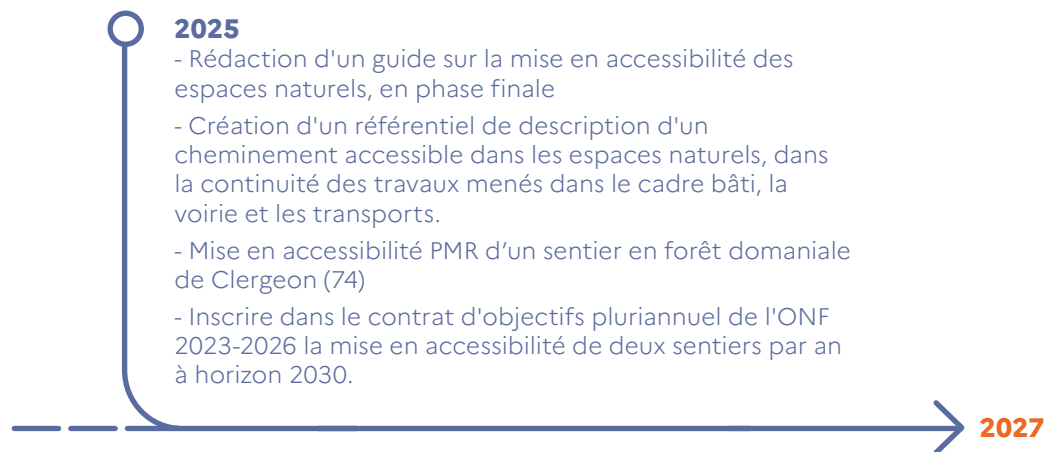 2025
- Rédaction d'un guide sur la mise en accessibilité des
espaces naturels, en phase finale
- Création d'un référentiel de description d'un
cheminement accessible dans les espaces naturels, dans
la continuité des travaux menés dans le cadre bâti, la
voirie et les transports.
- Mise en accessibilité PMR d’un sentier en forêt domaniale
de Clergeon (74)
- Inscrire dans le contrat d'objectifs pluriannuel de l'ONF
2023-2026 la mise en accessibilité de deux sentiers par an
à horizon 2030.
2027